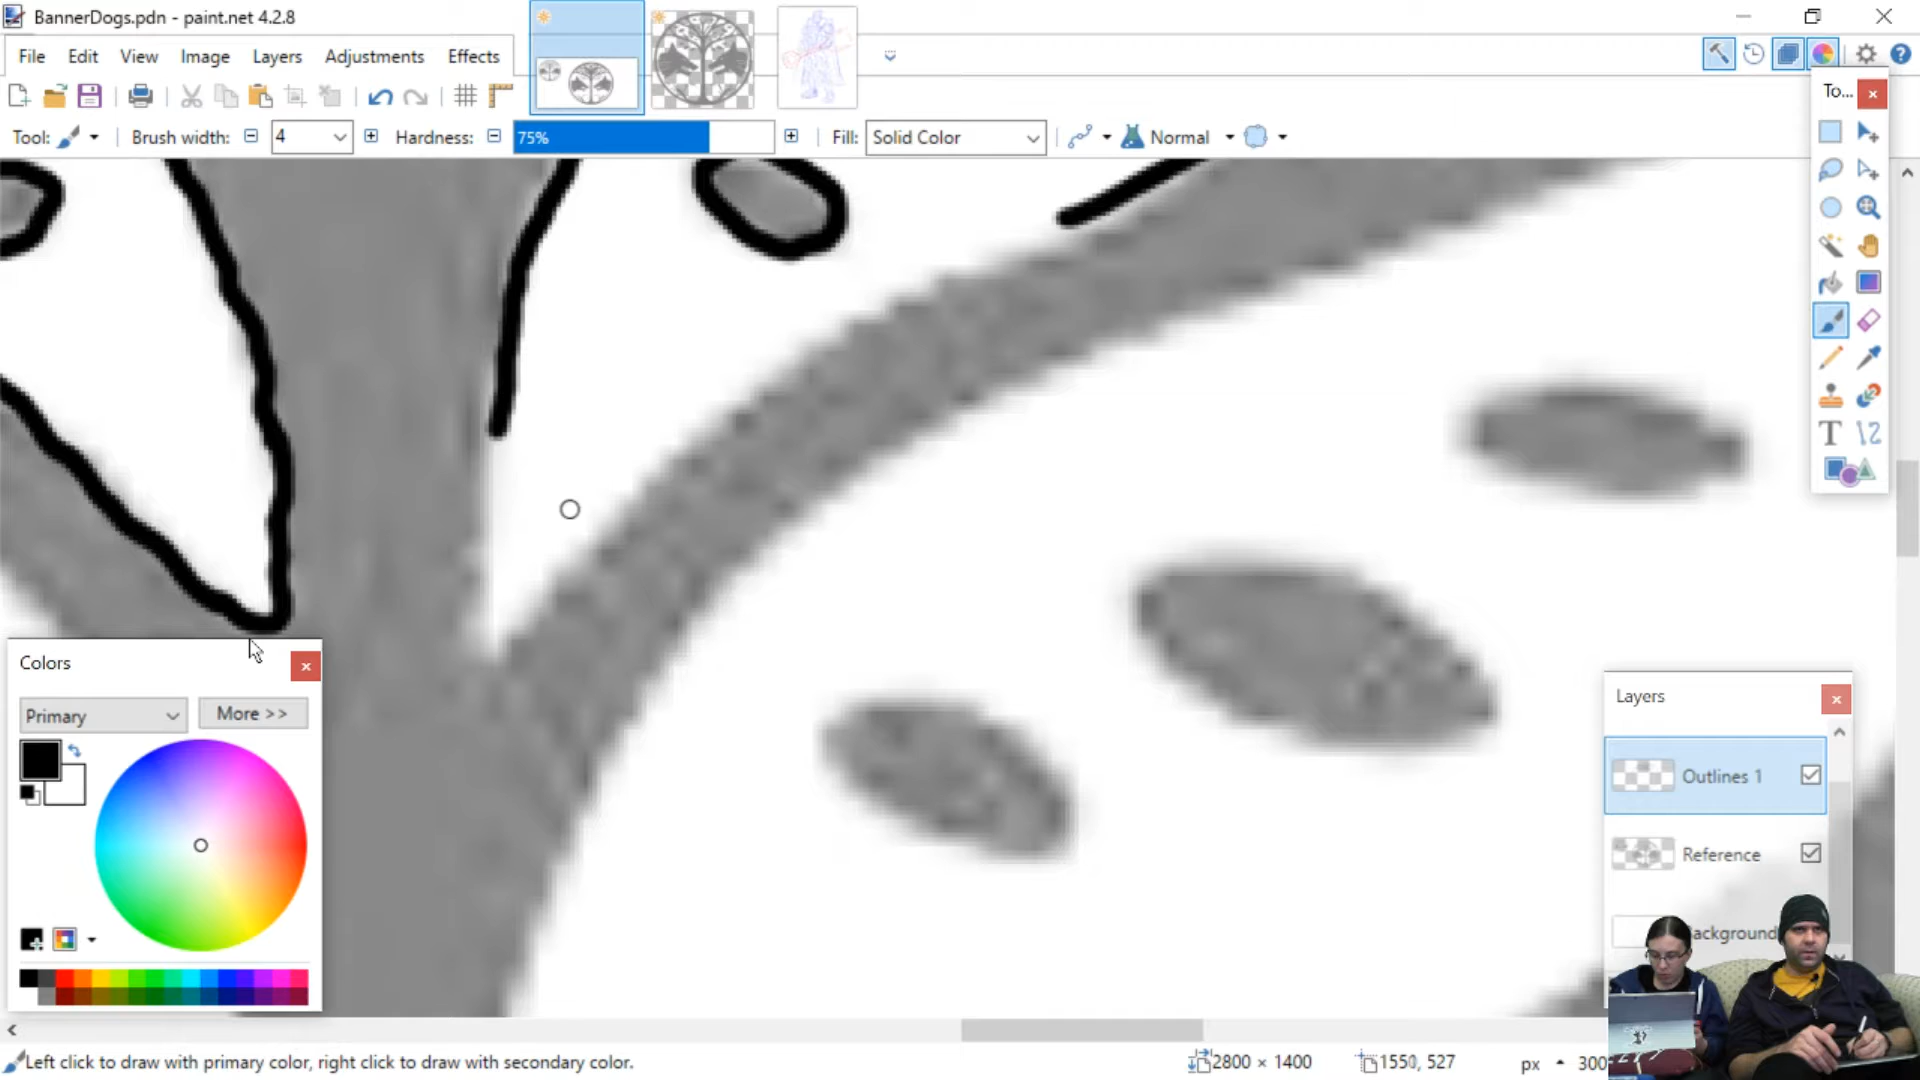 BannerDogs.pdn - paint.net 4.2.8
File Edit View Image Layers Adjustments Effects
Tool: Brush width: 4 Hardness: 75% Fill: Solid Color Normal
To...
Colors
Primary More >>
Layers
Outlines 1
Reference
Background
Left click to draw with primary color, right click to draw with secondary color. 2800 × 1400 1550, 527 px 300